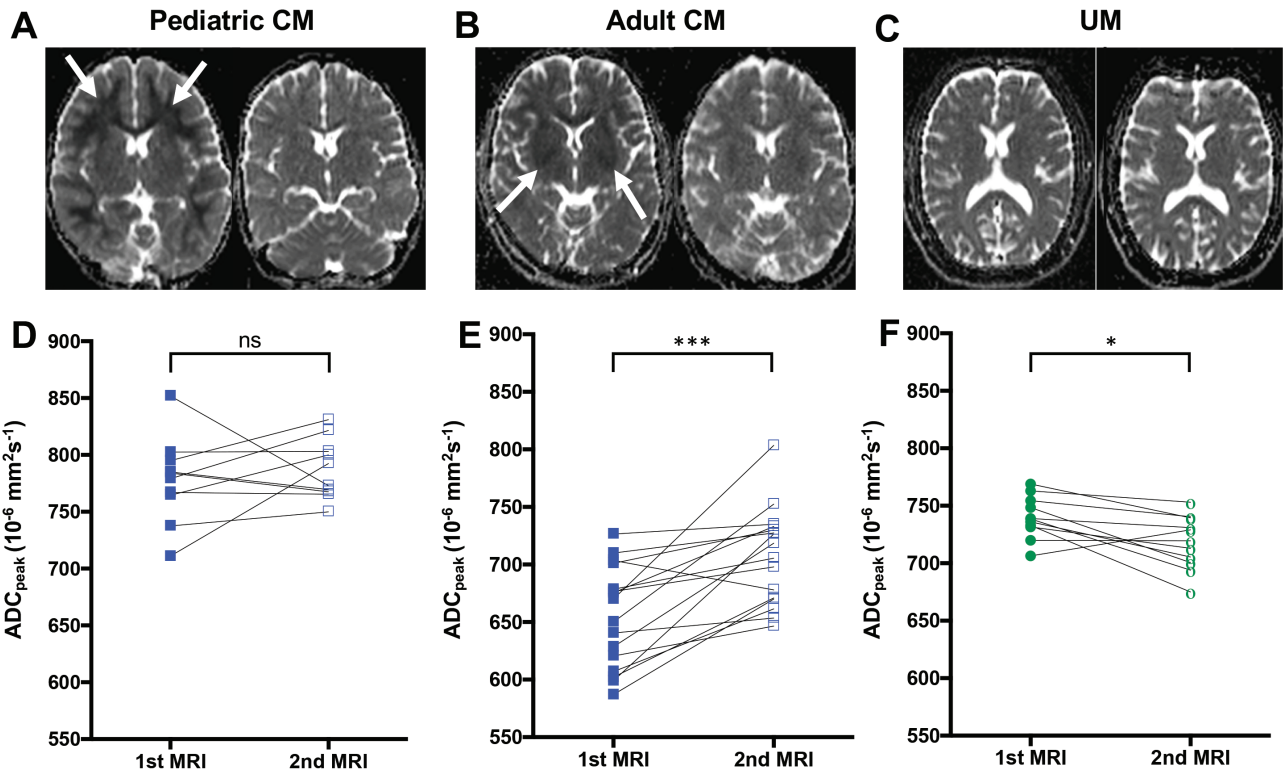 A Pediatric CM
B Adult CM
C UM
D
ns
900
850
800
750
700
650
600
550
ADCpeak (10-6 mm2s-1)
1st MRI 2nd MRI
E
***
900
850
800
750
700
650
600
550
ADCpeak (10-6 mm2s-1)
1st MRI 2nd MRI
F
*
900
850
800
750
700
650
600
550
ADCpeak (10-6 mm2s-1)
1st MRI 2nd MRI